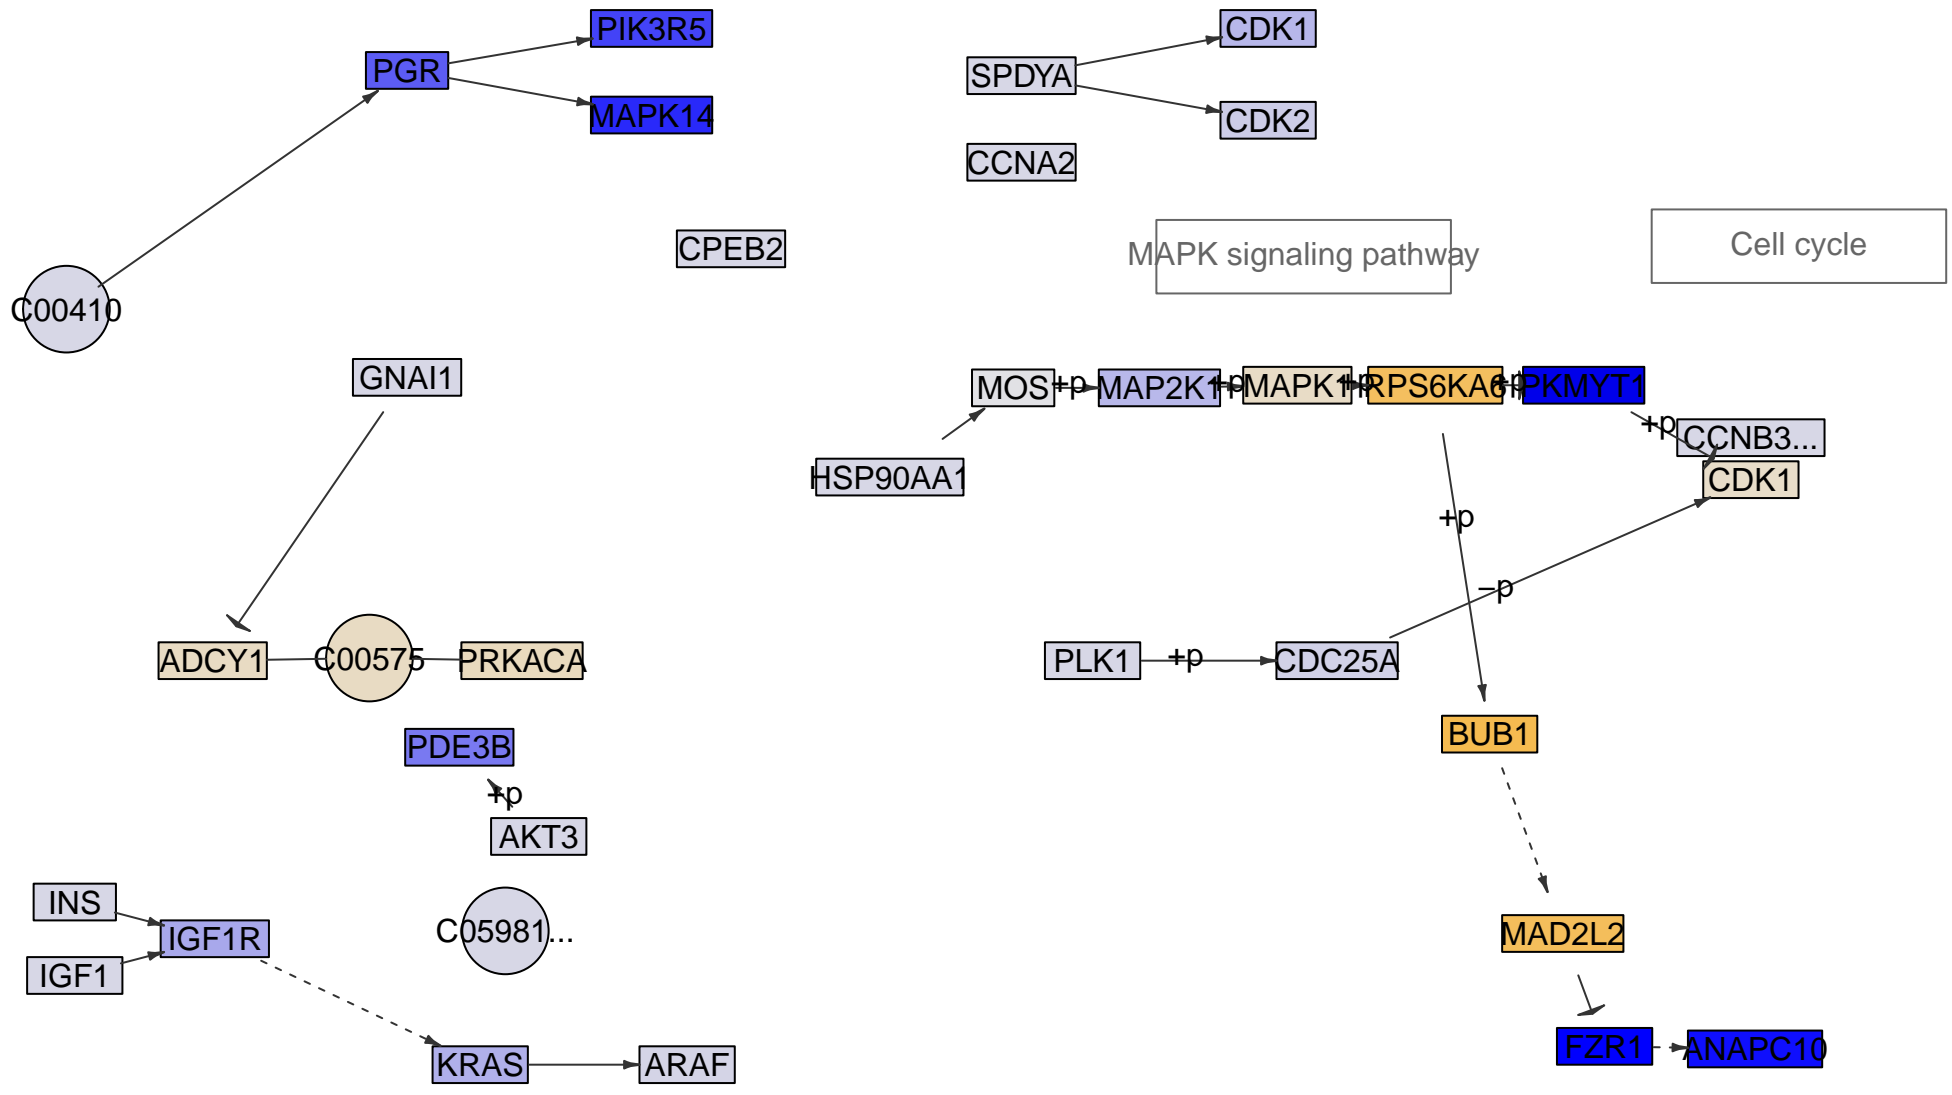 PIK3R5
CDK1
PGR
SPDYA
MAPK14
CDK2
CCNA2
CPEB2
MAPK signaling pathway
Cell cycle
C00410
GNAI1
MOS
+p
MAP2K1
+p
MAPK1
+p
RPS6KA6
+p
PKMYT1
+p
CCNB3...
HSP90AA1
CDK1
+p
−p
ADCY1
C00575
PRKACA
PLK1
+p
CDC25A
BUB1
PDE3B
+p
AKT3
INS
IGF1R
C05981...
MAD2L2
IGF1
KRAS
ARAF
FZR1
ANAPC10